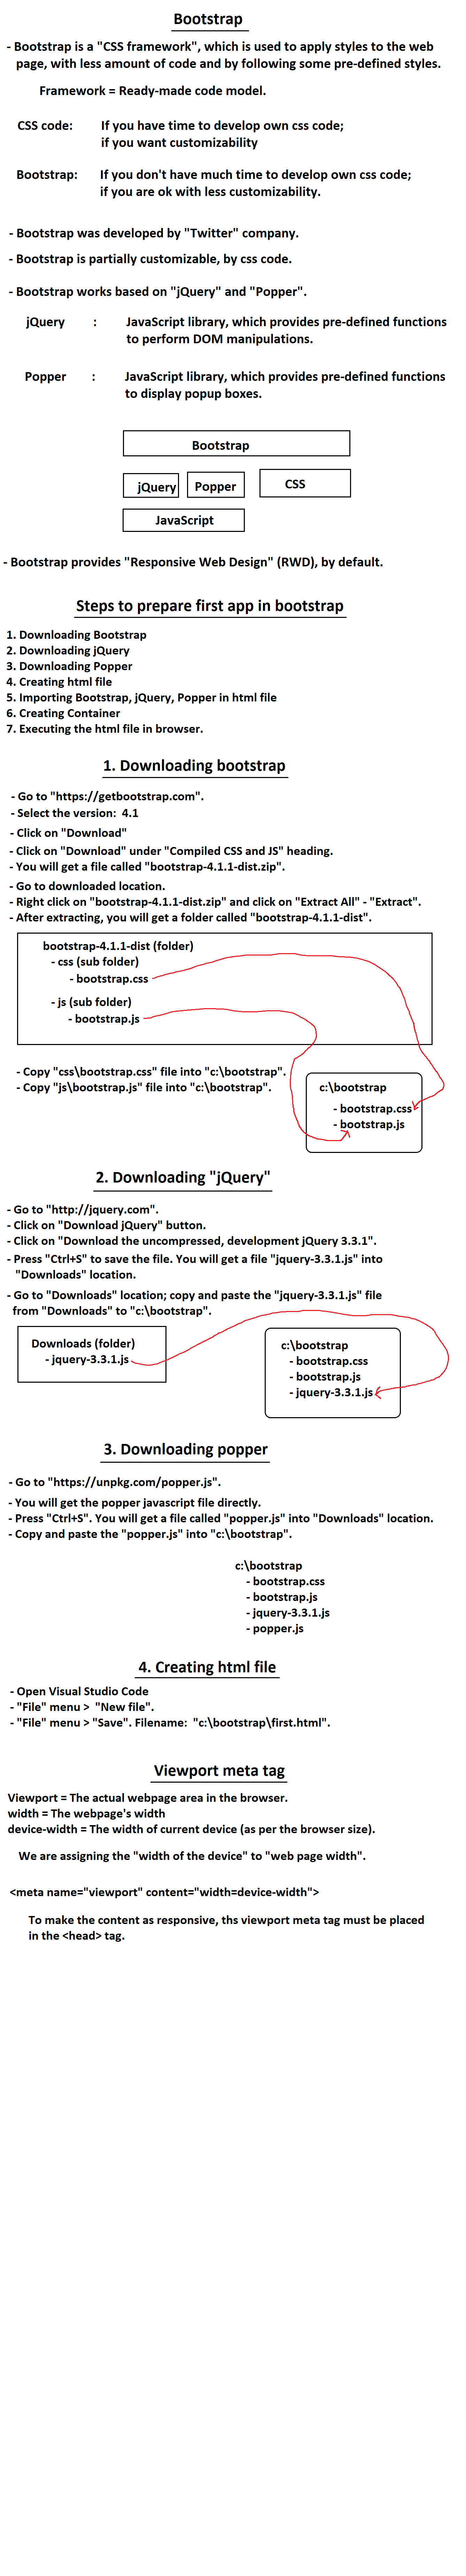 Bootstrap
- Bootstrap is a "CSS framework", which is used to apply styles to the web
page, with less amount of code and by following some pre-defined styles.
Framework = Ready-made code model.
CSS code: If you have time to develop own css code;
if you want customizability
Bootstrap: If you don't have much time to develop own css code;
if you are ok with less customizability.
- Bootstrap was developed by "Twitter" company.
- Bootstrap is partially customizable, by css code.
- Bootstrap works based on "jQuery" and "Popper".
jQuery : JavaScript library, which provides pre-defined functions
to perform DOM manipulations.
Popper : JavaScript library, which provides pre-defined functions
to display popup boxes.
Bootstrap
jQuery Popper CSS
JavaScript
- Bootstrap provides "Responsive Web Design" (RWD), by default.
Steps to prepare first app in bootstrap
1. Downloading Bootstrap
2. Downloading jQuery
3. Downloading Popper
4. Creating html file
5. Importing Bootstrap, jQuery, Popper in html file
6. Creating Container
7. Executing the html file in browser.
1. Downloading bootstrap
- Go to "https://getbootstrap.com".
- Select the version: 4.1
- Click on "Download"
- Click on "Download" under "Compiled CSS and JS" heading.
- You will get a file called "bootstrap-4.1.1-dist.zip".
- Go to downloaded location.
- Right click on "bootstrap-4.1.1-dist.zip" and click on "Extract All" - "Extract".
- After extracting, you will get a folder called "bootstrap-4.1.1-dist".
bootstrap-4.1.1-dist (folder)
- css (sub folder)
- bootstrap.css
- js (sub folder)
- bootstrap.js
- Copy "css\bootstrap.css" file into "c:\bootstrap".
- Copy "js\bootstrap.js" file into "c:\bootstrap".
c:\bootstrap
- bootstrap.css
- bootstrap.js
2. Downloading "jQuery"
- Go to "http://jquery.com".
- Click on "Download jQuery" button.
- Click on "Download the uncompressed, development jQuery 3.3.1".
- Press "Ctrl+S" to save the file. You will get a file "jquery-3.3.1.js" into
"Downloads" location.
- Go to "Downloads" location; copy and paste the "jquery-3.3.1.js" file
from "Downloads" to "c:\bootstrap".
Downloads (folder)
- jquery-3.3.1.js
c:\bootstrap
- bootstrap.css
- bootstrap.js
- jquery-3.3.1.js
3. Downloading popper
- Go to "https://unpkg.com/popper.js".
- You will get the popper javascript file directly.
- Press "Ctrl+S". You will get a file called "popper.js" into "Downloads" location.
- Copy and paste the "popper.js" into "c:\bootstrap".
c:\bootstrap
- bootstrap.css
- bootstrap.js
- jquery-3.3.1.js
- popper.js
4. Creating html file
- Open Visual Studio Code
- "File" menu > "New file".
- "File" menu > "Save". Filename: "c:\bootstrap\first.html".
Viewport meta tag
Viewport = The actual webpage area in the browser.
width = The webpage's width
device-width = The width of current device (as per the browser size).
We are assigning the "width of the device" to "web page width".
<meta name="viewport" content="width=device-width">
To make the content as responsive, ths viewport meta tag must be placed
in the <head> tag.